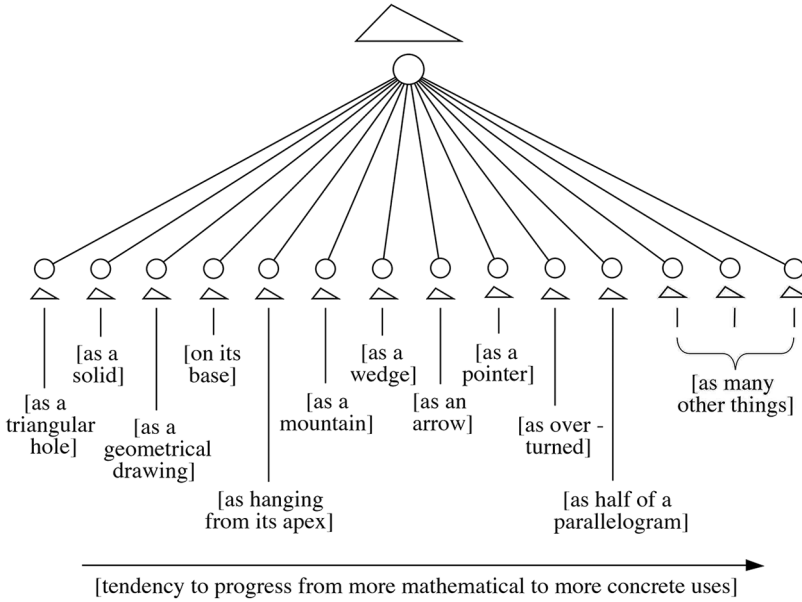 [as a
triangular
hole]
[as a
solid]
[as a
geometrical
drawing]
[on its
base]
[as hanging
from its apex]
[as a
mountain]
[as a
wedge]
[as an
arrow]
[as a
pointer]
[as over -
turned]
[as half of a
parallelogram]
[as many
other things]
[tendency to progress from more mathematical to more concrete uses]